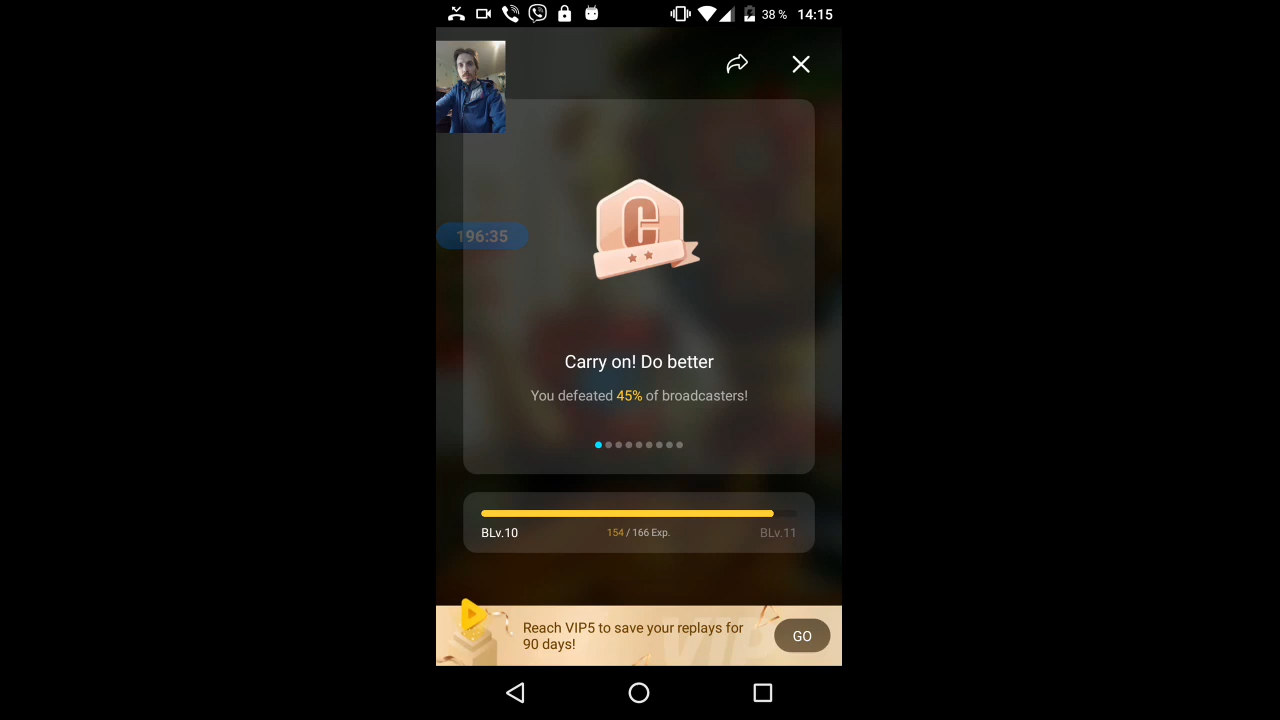 38 % 14:15
196:35
C
Carry on! Do better
You defeated 45% of broadcasters!
BLv.10 154 / 166 Exp. BLv.11
Reach VIP5 to save your replays for
90 days!
GO
VIP